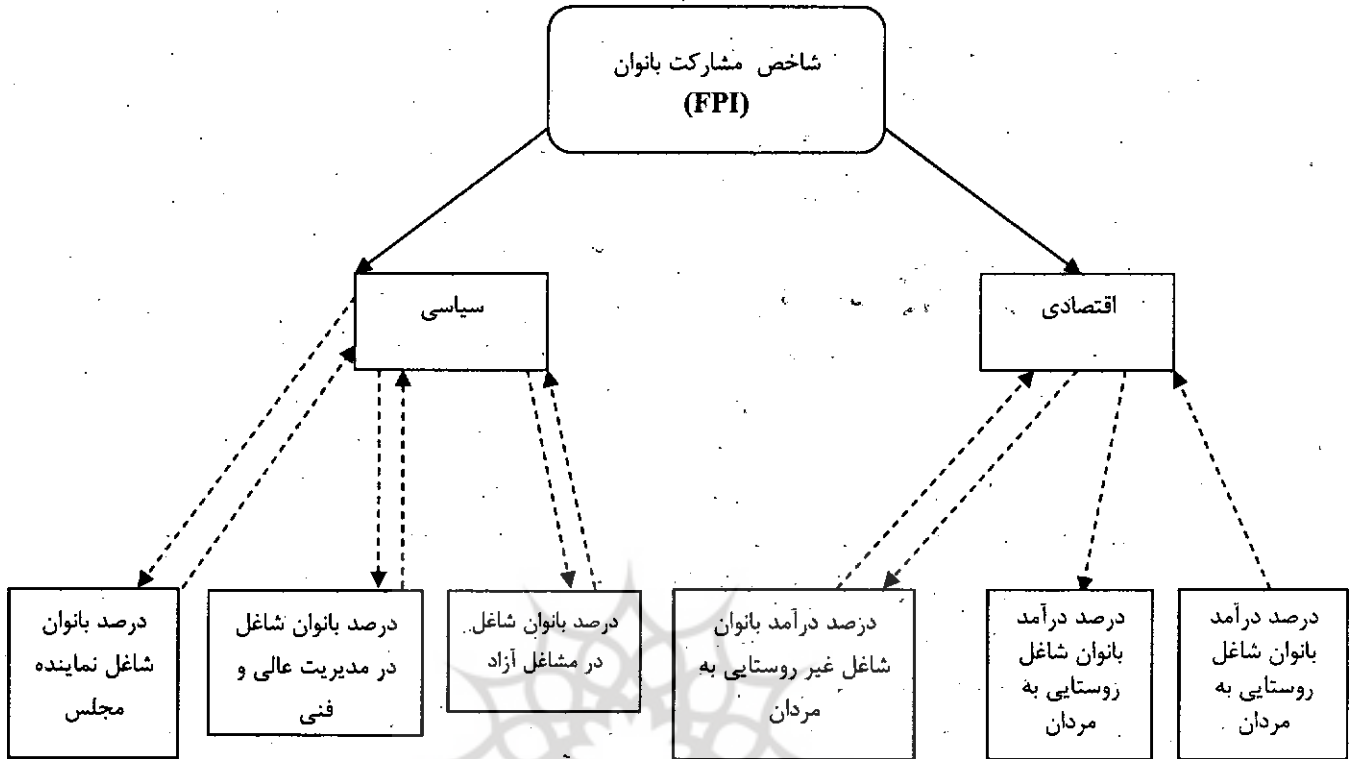 شاخص مشارکت بانوان
(FPI)
اقتصادی
سیاسی
درصد درآمد
بانوان شاغل
روستایی به
مردان
درصد درآمد
بانوان شاغل
روستایی به
مردان
درصد درآمد بانوان
شاغل غیر روستایی به
مردان
درصد بانوان شاغل
در مشاغل آزاد
درصد بانوان شاغل
در مدیریت عالی و
فنی
درصد بانوان
شاغل نماینده
مجلس